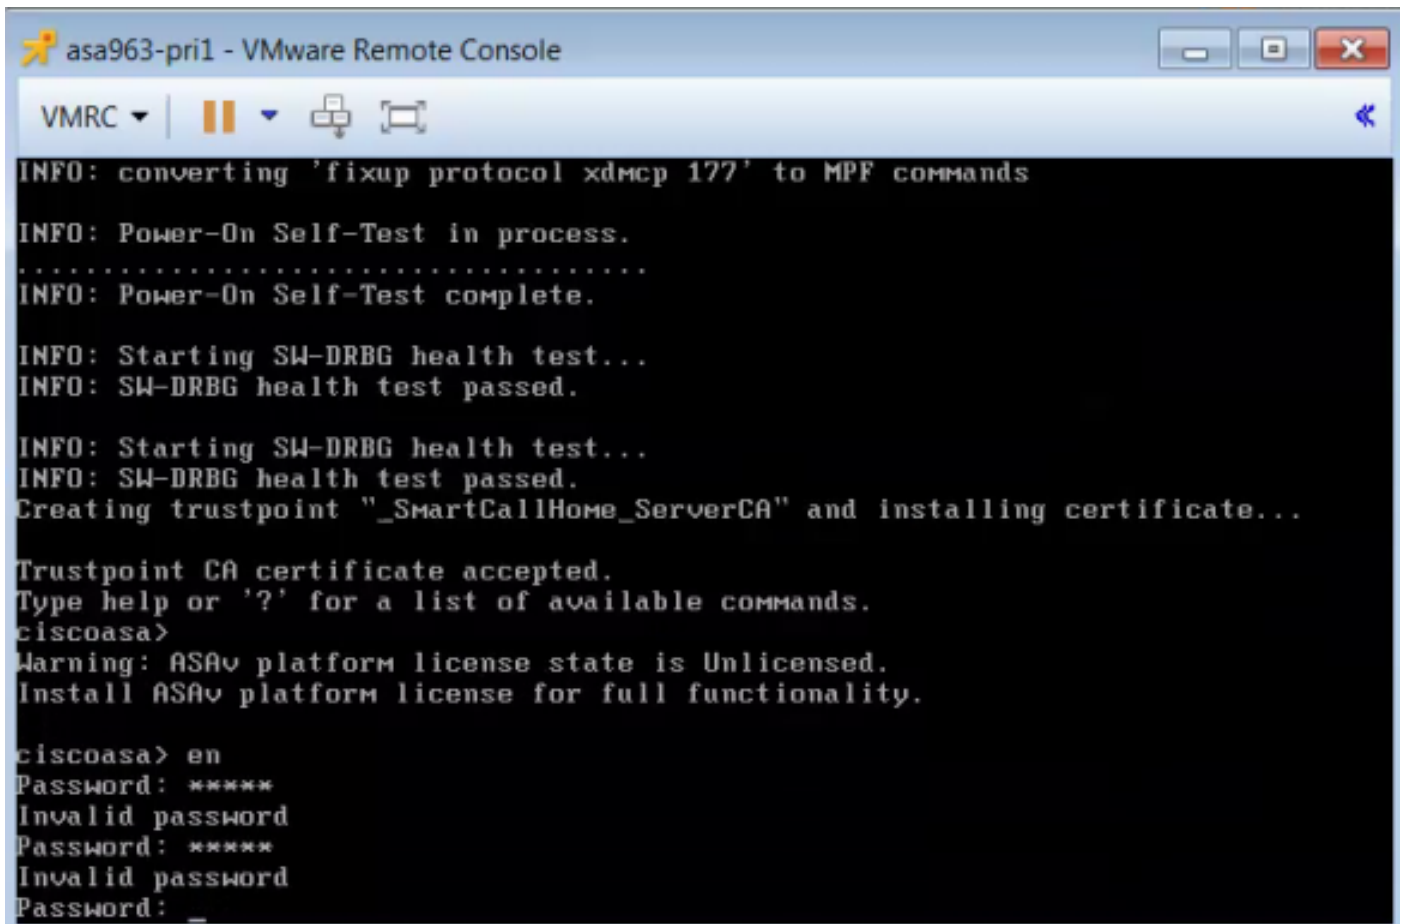 asa963-pri1 - VMware Remote Console
VMRC
INFO: converting 'fixup protocol xdmcp 177' to MPF commands
INFO: Power-On Self-Test in process.
.....................................
INFO: Power-On Self-Test complete.
INFO: Starting SW-DRBG health test...
INFO: SW-DRBG health test passed.
INFO: Starting SW-DRBG health test...
INFO: SW-DRBG health test passed.
Creating trustpoint "_SmartCallHome_ServerCA" and installing certificate...
Trustpoint CA certificate accepted.
Type help or '?' for a list of available commands.
ciscoasa>
Warning: ASAv platform license state is Unlicensed.
Install ASAv platform license for full functionality.
ciscoasa> en
Password: *****
Invalid password
Password: *****
Invalid password
Password: _